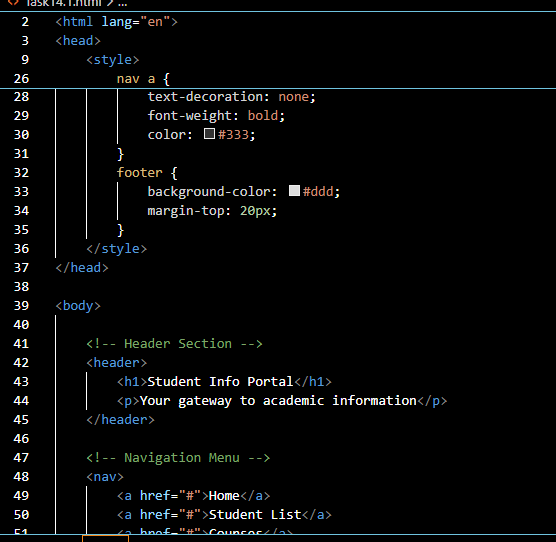 Task14.1.html > ...
2 <html lang="en">
3 <head>
9 <style>
26 nav a {
28 text-decoration: none;
29 font-weight: bold;
30 color: #333;
31 }
32 footer {
33 background-color: #ddd;
34 margin-top: 20px;
35 }
36 </style>
37 </head>
38
39 <body>
40
41 <!-- Header Section -->
42 <header>
43 <h1>Student Info Portal</h1>
44 <p>Your gateway to academic information</p>
45 </header>
46
47 <!-- Navigation Menu -->
48 <nav>
49 <a href="#">Home</a>
50 <a href="#">Student List</a>
51 <a href="#">Courses</a>